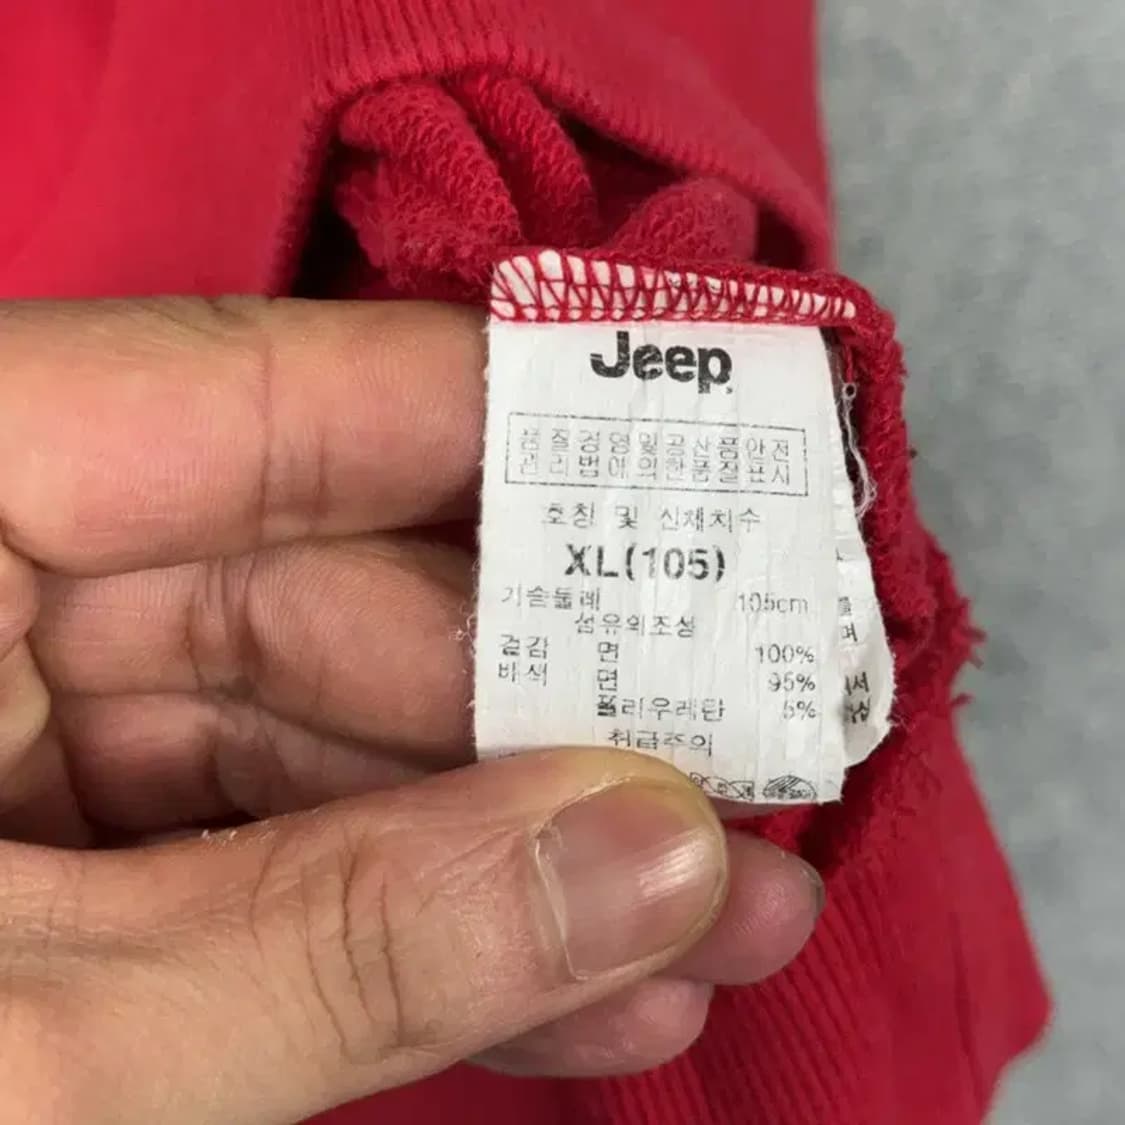 Jeep
품질경영및공산품안전
관리법에의한품질표시
호칭 및 신체치수
XL(105)
가슴둘레 105cm
섬유의조성
겉감 면 100%
배색 면 95%
폴리우레탄 5%
취급주의
며